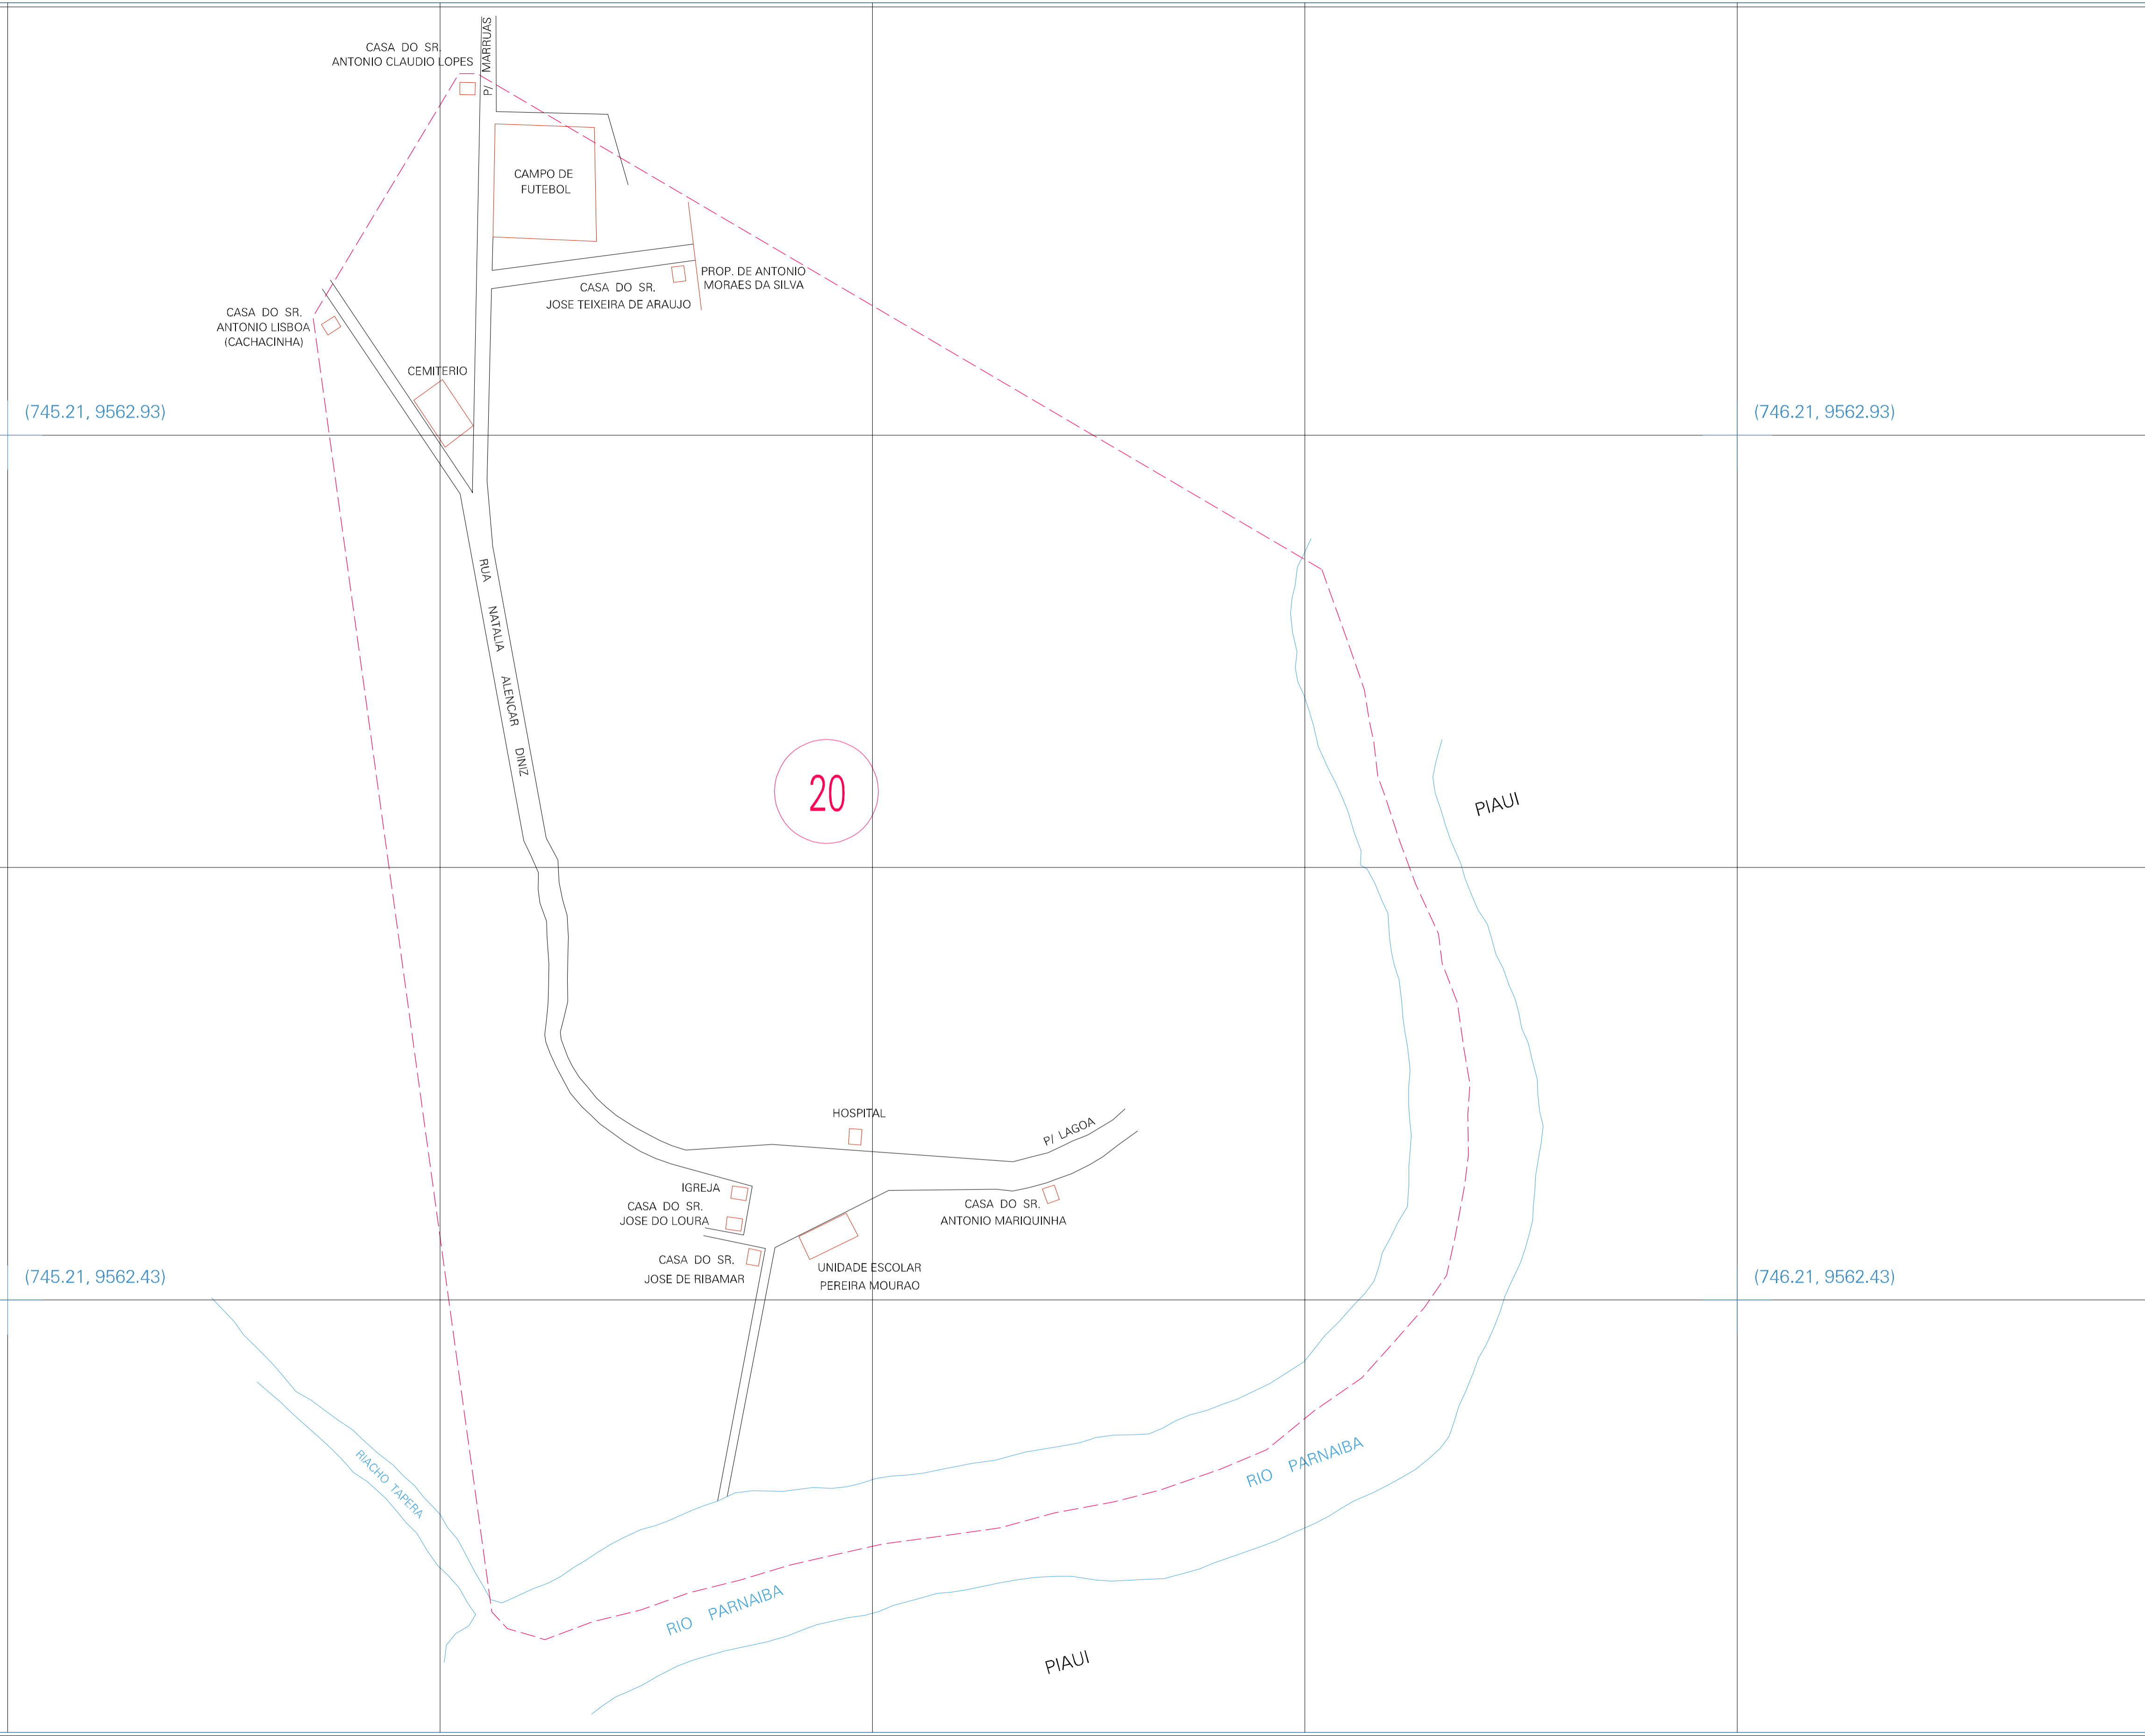 P/ MARRUAS
CASA DO SR.
ANTONIO CLAUDIO LOPES
CAMPO DE
FUTEBOL
PROP. DE ANTONIO
MORAES DA SILVA
CASA DO SR.
JOSE TEIXEIRA DE ARAUJO
CASA DO SR.
ANTONIO LISBOA
(CACHACINHA)
CEMITERIO
(745.21, 9562.93)
(746.21, 9562.93)
RUA NATALIA ALENCAR DINIZ
20
PIAUI
HOSPITAL
P/ LAGOA
IGREJA
CASA DO SR.
JOSE DO LOURA
CASA DO SR.
ANTONIO MARIQUINHA
CASA DO SR.
JOSE DE RIBAMAR
UNIDADE ESCOLAR
PEREIRA MOURAO
(745.21, 9562.43)
(746.21, 9562.43)
RIACHO TAPERA
RIO PARNAIBA
RIO PARNAIBA
PIAUI